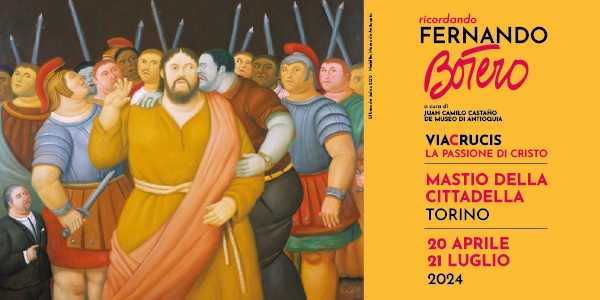 ricordando
FERNANDO
Botero
a cura di
JUAN CAMILO CASTAÑO
DE MUSEO DI ANTIOQUIA
VIACRUCIS
LA PASSIONE DI CRISTO
MASTIO DELLA
CITTADELLA
TORINO
20 APRILE
21 LUGLIO
2024